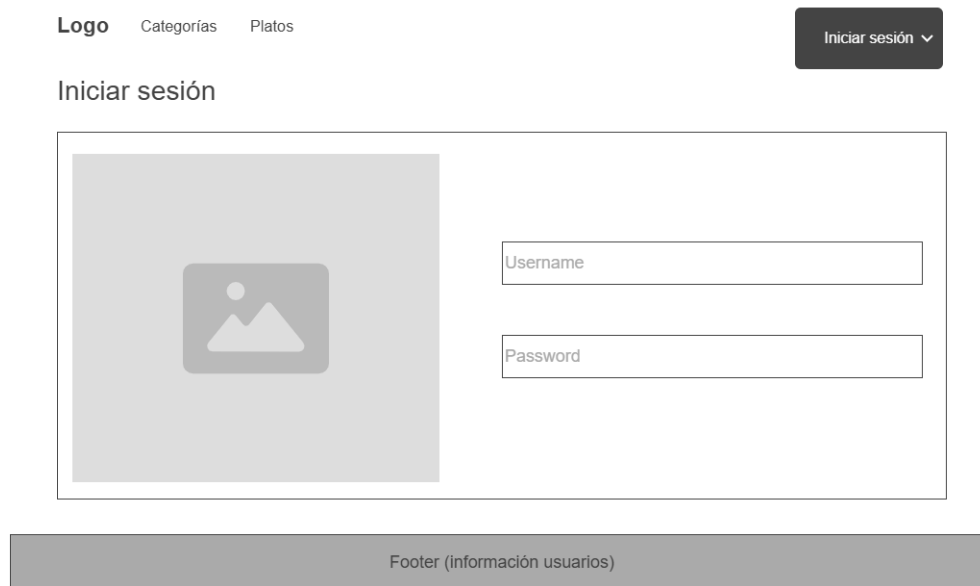 Logo Categorías Platos Iniciar sesión
Iniciar sesión
Username
Password
Footer (información usuarios)